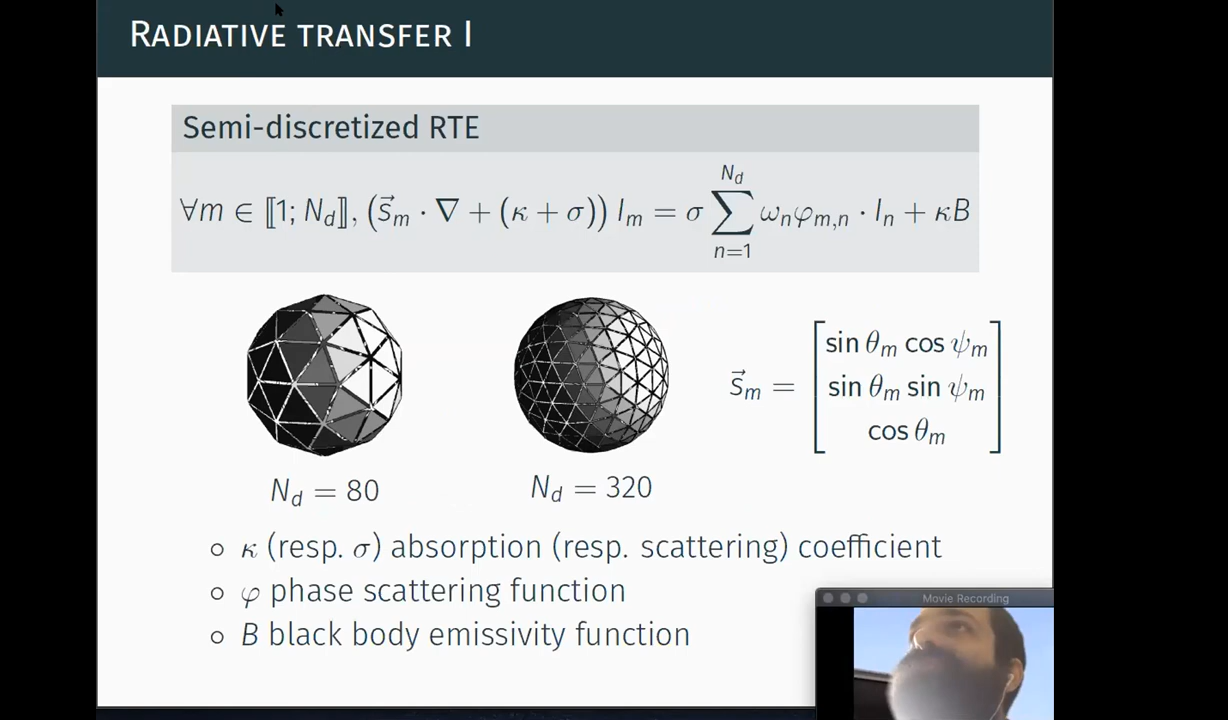 RADIATIVE TRANSFER I
Semi-discretized RTE
∀m ∈ ⟦1; N_d⟧, (s⃗_m · ∇ + (κ + σ)) I_m = σ ∑_{n=1}^{N_d} ω_n φ_{m,n} · I_n + κB
s⃗_m = [sin θ_m cos ψ_m
sin θ_m sin ψ_m
cos θ_m]
N_d = 80
N_d = 320
○ κ (resp. σ) absorption (resp. scattering) coefficient
○ φ phase scattering function
○ B black body emissivity function
Movie Recording